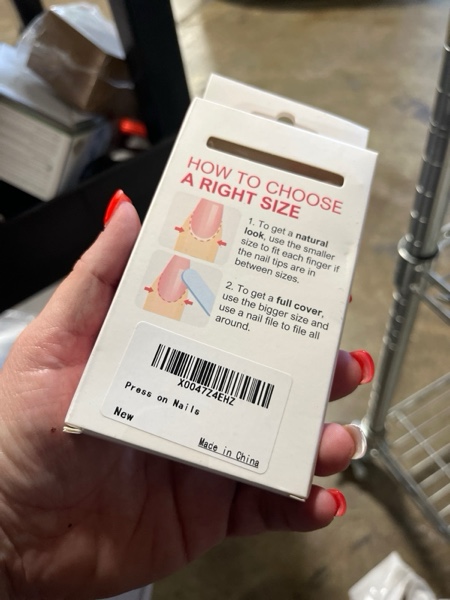 HOW TO CHOOSE
A RIGHT SIZE
1. To get a natural
look, use the smaller
size to fit each finger if
the nail tips are in
between sizes.
2. To get a full cover,
use the bigger size and
use a nail file to file all
around.
X0047Z4EHZ
Press on Nails
New
Made in China